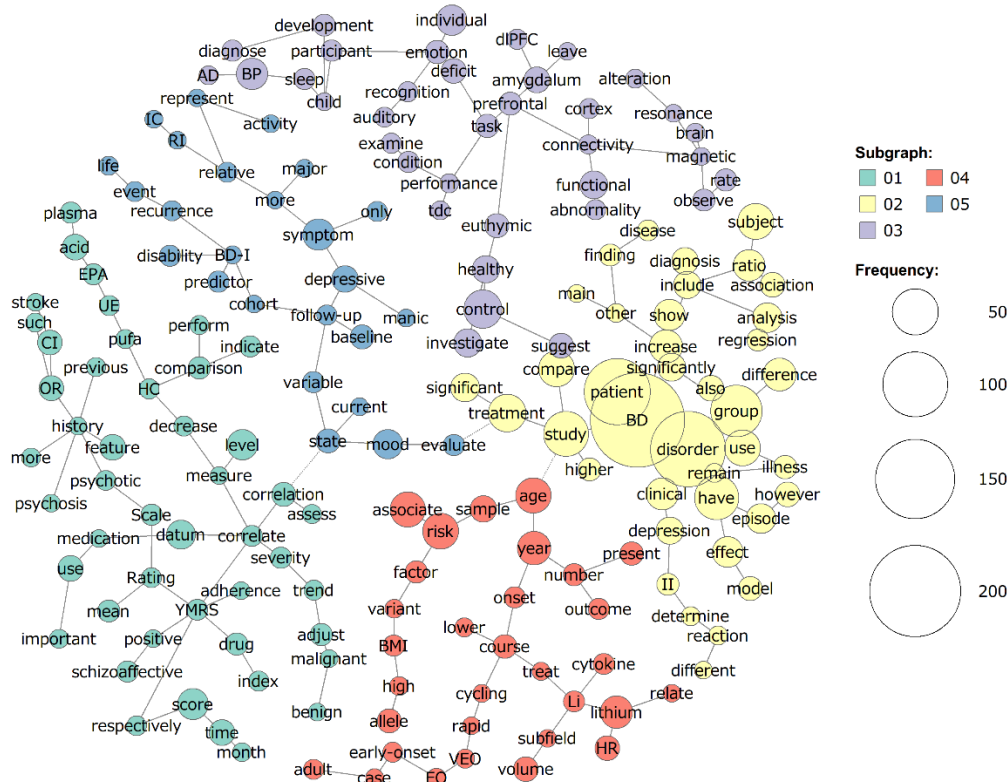 development
individual
diagnose
participant
emotion
dlPFC
leave
AD
BP
sleep
deficit
amygdalum
alteration
represent
child
recognition
prefrontal
cortex
resonance
IC
activity
auditory
task
brain
RI
examine
connectivity
magnetic
life
relative
major
condition
functional
rate
event
more
performance
abnormality
observe
plasma
recurrence
only
tdc
symptom
euthymic
disease
subject
acid
disability
BD-I
finding
diagnosis
ratio
EPA
predictor
depressive
healthy
include
association
stroke
UE
cohort
follow-up
manic
control
main
other
show
analysis
such
perform
baseline
investigate
suggest
increase
regression
CI
pufa
indicate
compare
significantly
difference
previous
comparison
variable
significant
patient
also
OR
HC
current
treatment
BD
group
history
decrease
level
state
mood
evaluate
study
disorder
use
more
feature
measure
higher
remain
illness
psychosis
psychotic
correlation
age
clinical
have
however
Scale
assess
associate
sample
episode
medication
datum
correlate
risk
year
depression
effect
use
severity
present
Rating
adherence
trend
factor
number
II
model
mean
YMRS
variant
onset
outcome
determine
important
positive
drug
adjust
BMI
lower
course
reaction
schizoaffective
malignant
treat
cytokine
different
index
high
cycling
Li
relate
respectively
score
benign
allele
rapid
lithium
time
subfield
HR
month
early-onset
VEO
adult
case
EO
volume
Subgraph:
01
04
02
05
03
Frequency:
50
100
150
200